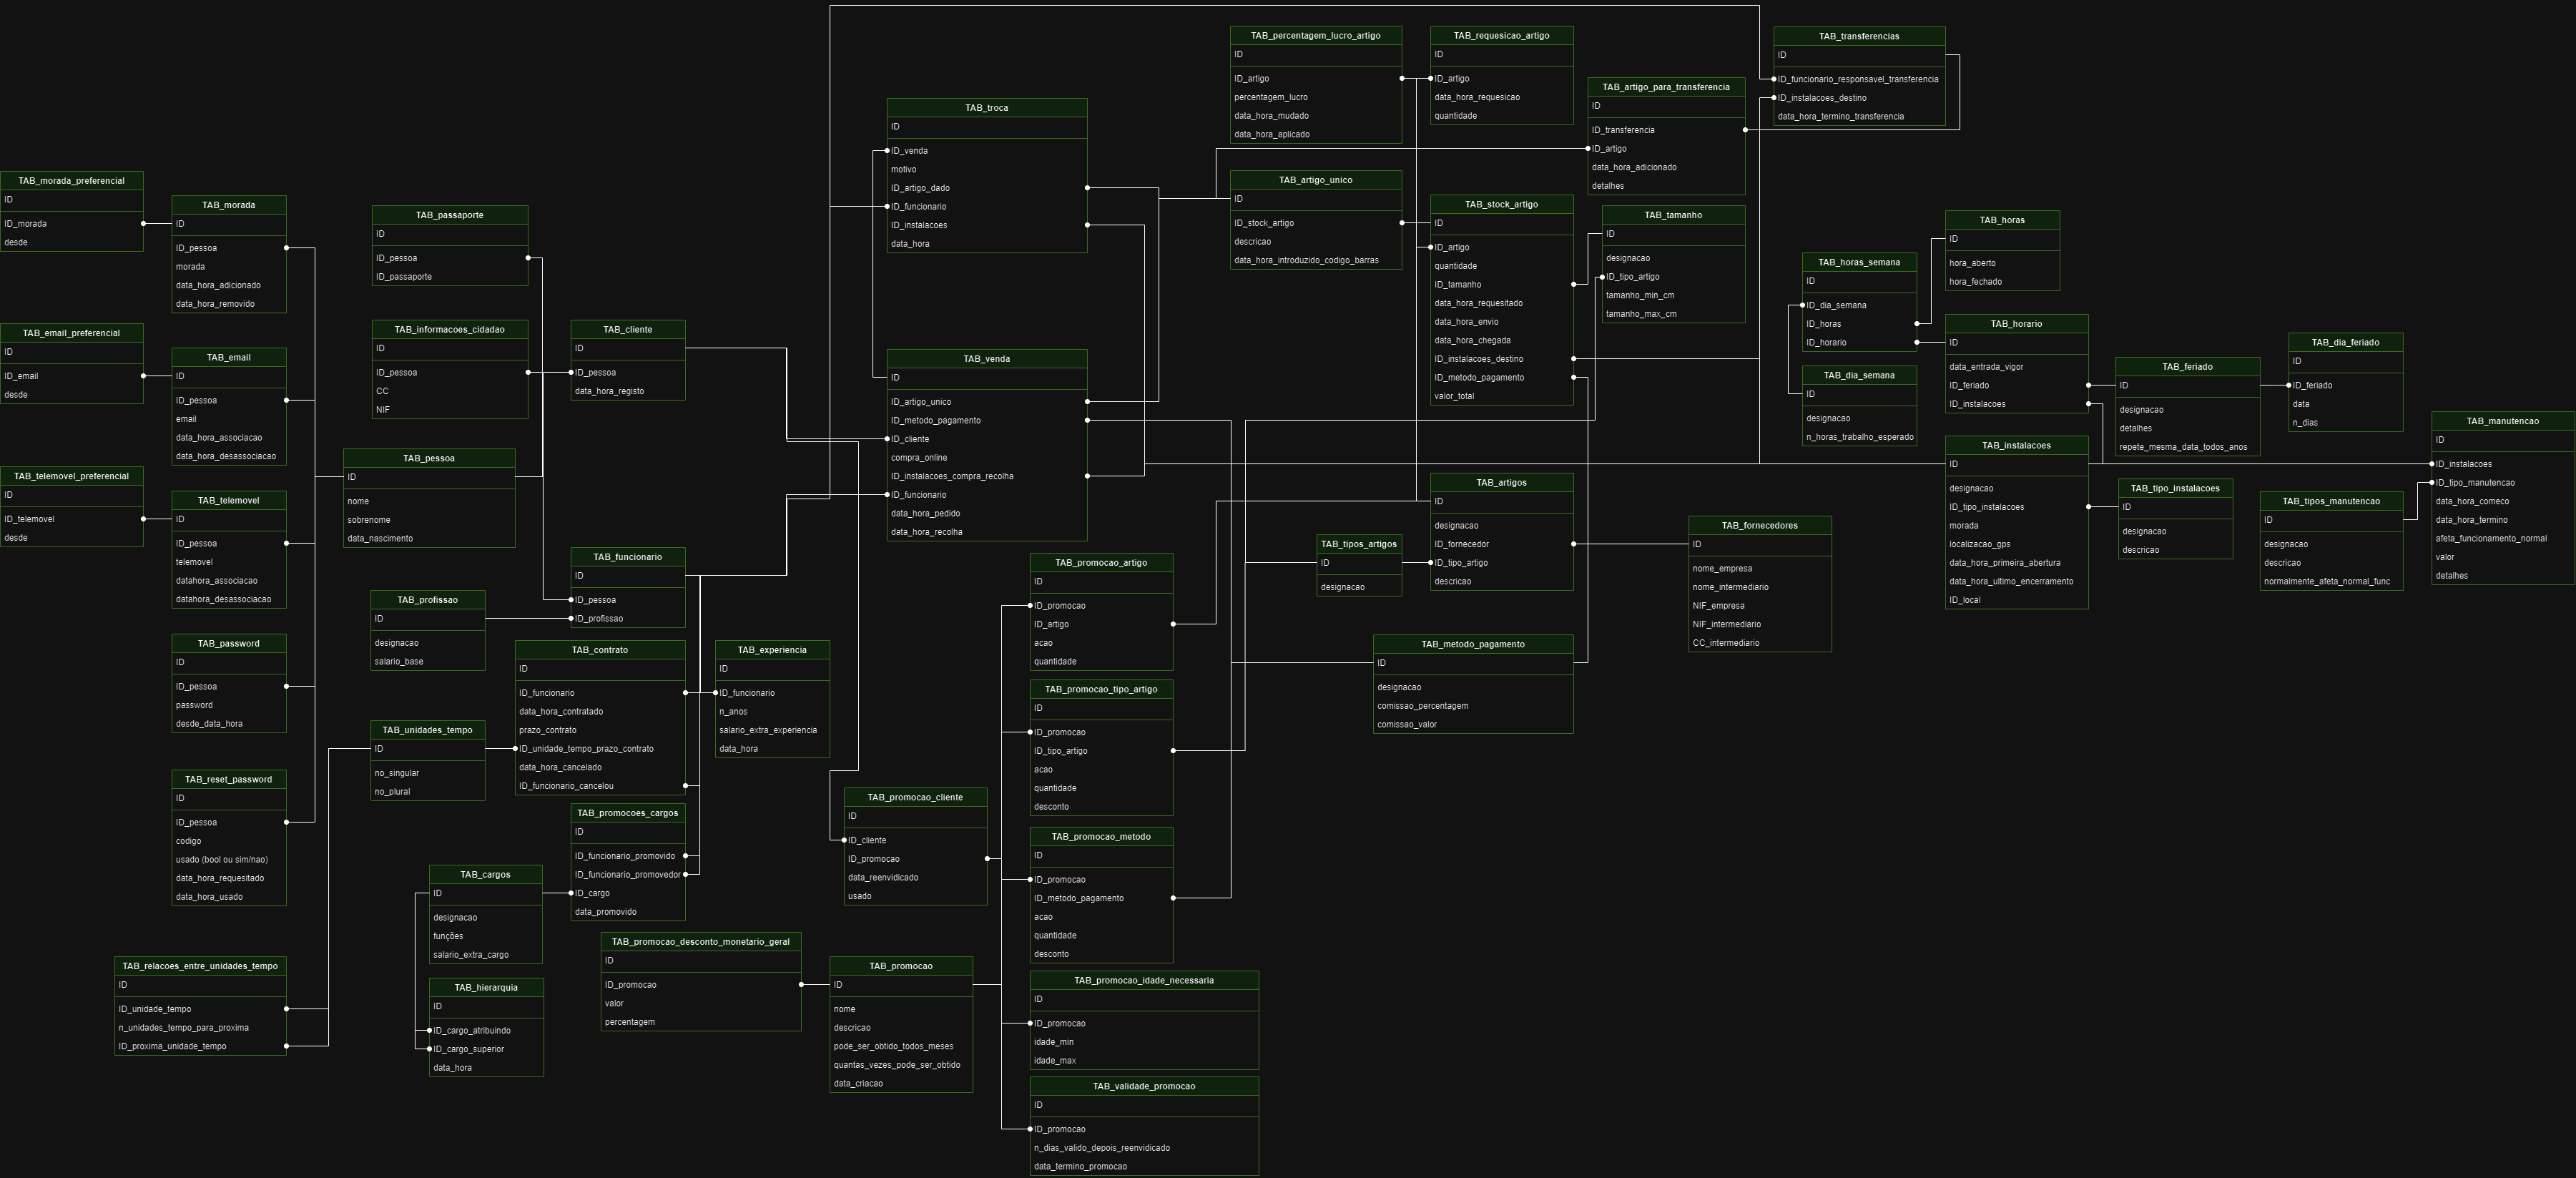 TAB_morada_preferencial
ID
ID_morada
desde
TAB_email_preferencial
ID
ID_email
desde
TAB_telemovel_preferencial
ID
ID_telemovel
desde
TAB_morada
ID
ID_pessoa
morada
data_hora_adicionado
data_hora_removido
TAB_email
ID
ID_pessoa
email
data_hora_associacao
data_hora_desassociacao
TAB_telemovel
ID
ID_pessoa
telemovel
datahora_associacao
datahora_desassociacao
TAB_password
ID
ID_pessoa
password
desde_data_hora
TAB_reset_password
ID
ID_pessoa
codigo
usado (bool ou sim/nao)
data_hora_requesitado
data_hora_usado
TAB_relacoes_entre_unidades_tempo
ID
ID_unidade_tempo
n_unidades_tempo_para_proxima
ID_proxima_unidade_tempo
TAB_passaporte
ID
ID_pessoa
ID_passaporte
TAB_informacoes_cidadao
ID
ID_pessoa
CC
NIF
TAB_pessoa
ID
nome
sobrenome
data_nascimento
TAB_profissao
ID
designacao
salario_base
TAB_unidades_tempo
ID
no_singular
no_plural
TAB_cargos
ID
designacao
funções
salario_extra_cargo
TAB_hierarquia
ID
ID_cargo_atribuindo
ID_cargo_superior
data_hora
TAB_cliente
ID
ID_pessoa
data_hora_registo
TAB_funcionario
ID
ID_pessoa
ID_profissao
TAB_contrato
ID
ID_funcionario
data_hora_contratado
prazo_contrato
ID_unidade_tempo_prazo_contrato
data_hora_cancelado
ID_funcionario_cancelou
TAB_promocoes_cargos
ID
ID_funcionario_promovido
ID_funcionario_promovedor
ID_cargo
data_promovido
TAB_experiencia
ID
ID_funcionario
n_anos
salario_extra_experiencia
data_hora
TAB_promocao_desconto_monetario_geral
ID
ID_promocao
valor
percentagem
TAB_troca
ID
ID_venda
motivo
ID_artigo_dado
ID_funcionario
ID_instalacoes
data_hora
TAB_venda
ID
ID_artigo_unico
ID_metodo_pagamento
ID_cliente
compra_online
ID_instalacoes_compra_recolha
ID_funcionario
data_hora_pedido
data_hora_recolha
TAB_promocao_cliente
ID
ID_cliente
ID_promocao
data_reenvidicado
usado
TAB_promocao
ID
nome
descricao
pode_ser_obtido_todos_meses
quantas_vezes_pode_ser_obtido
data_criacao
TAB_promocao_artigo
ID
ID_promocao
ID_artigo
acao
quantidade
TAB_promocao_tipo_artigo
ID
ID_promocao
ID_tipo_artigo
acao
quantidade
desconto
TAB_promocao_metodo
ID
ID_promocao
ID_metodo_pagamento
acao
quantidade
desconto
TAB_promocao_idade_necessaria
ID
ID_promocao
idade_min
idade_max
TAB_validade_promocao
ID
ID_promocao
n_dias_valido_depois_reenvidicado
data_termino_promocao
TAB_percentagem_lucro_artigo
ID
ID_artigo
percentagem_lucro
data_hora_mudado
data_hora_aplicado
TAB_artigo_unico
ID
ID_stock_artigo
descricao
data_hora_introduzido_codigo_barras
TAB_requesicao_artigo
ID
ID_artigo
data_hora_requesicao
quantidade
TAB_stock_artigo
ID
ID_artigo
quantidade
ID_tamanho
data_hora_requesitado
data_hora_envio
data_hora_chegada
ID_instalacoes_destino
ID_metodo_pagamento
valor_total
TAB_tipos_artigos
ID
designacao
TAB_artigos
ID
designacao
ID_fornecedor
ID_tipo_artigo
descricao
TAB_metodo_pagamento
ID
designacao
comissao_percentagem
comissao_valor
TAB_artigo_para_transferencia
ID
ID_transferencia
ID_artigo
data_hora_adicionado
detalhes
TAB_tamanho
ID
designacao
ID_tipo_artigo
tamanho_min_cm
tamanho_max_cm
TAB_fornecedores
ID
nome_empresa
nome_intermediario
NIF_empresa
NIF_intermediario
CC_intermediario
TAB_transferencias
ID
ID_funcionario_responsavel_transferencia
ID_instalacoes_destino
data_hora_termino_transferencia
TAB_horas_semana
ID
ID_dia_semana
ID_horas
ID_horario
TAB_dia_semana
ID
designacao
n_horas_trabalho_esperado
TAB_horas
ID
hora_aberto
hora_fechado
TAB_horario
ID
data_entrada_vigor
ID_feriado
ID_instalacoes
TAB_instalacoes
ID
designacao
ID_tipo_instalacoes
morada
localizacao_gps
data_hora_primeira_abertura
data_hora_ultimo_encerramento
ID_local
TAB_feriado
ID
designacao
detalhes
repete_mesma_data_todos_anos
TAB_tipo_instalacoes
ID
designacao
descricao
TAB_dia_feriado
ID
ID_feriado
data
n_dias
TAB_tipos_manutencao
ID
designacao
descricao
normalmente_afeta_normal_func
TAB_manutencao
ID
ID_instalacoes
ID_tipo_manutencao
data_hora_comeco
data_hora_termino
afeta_funcionamento_normal
valor
detalhes